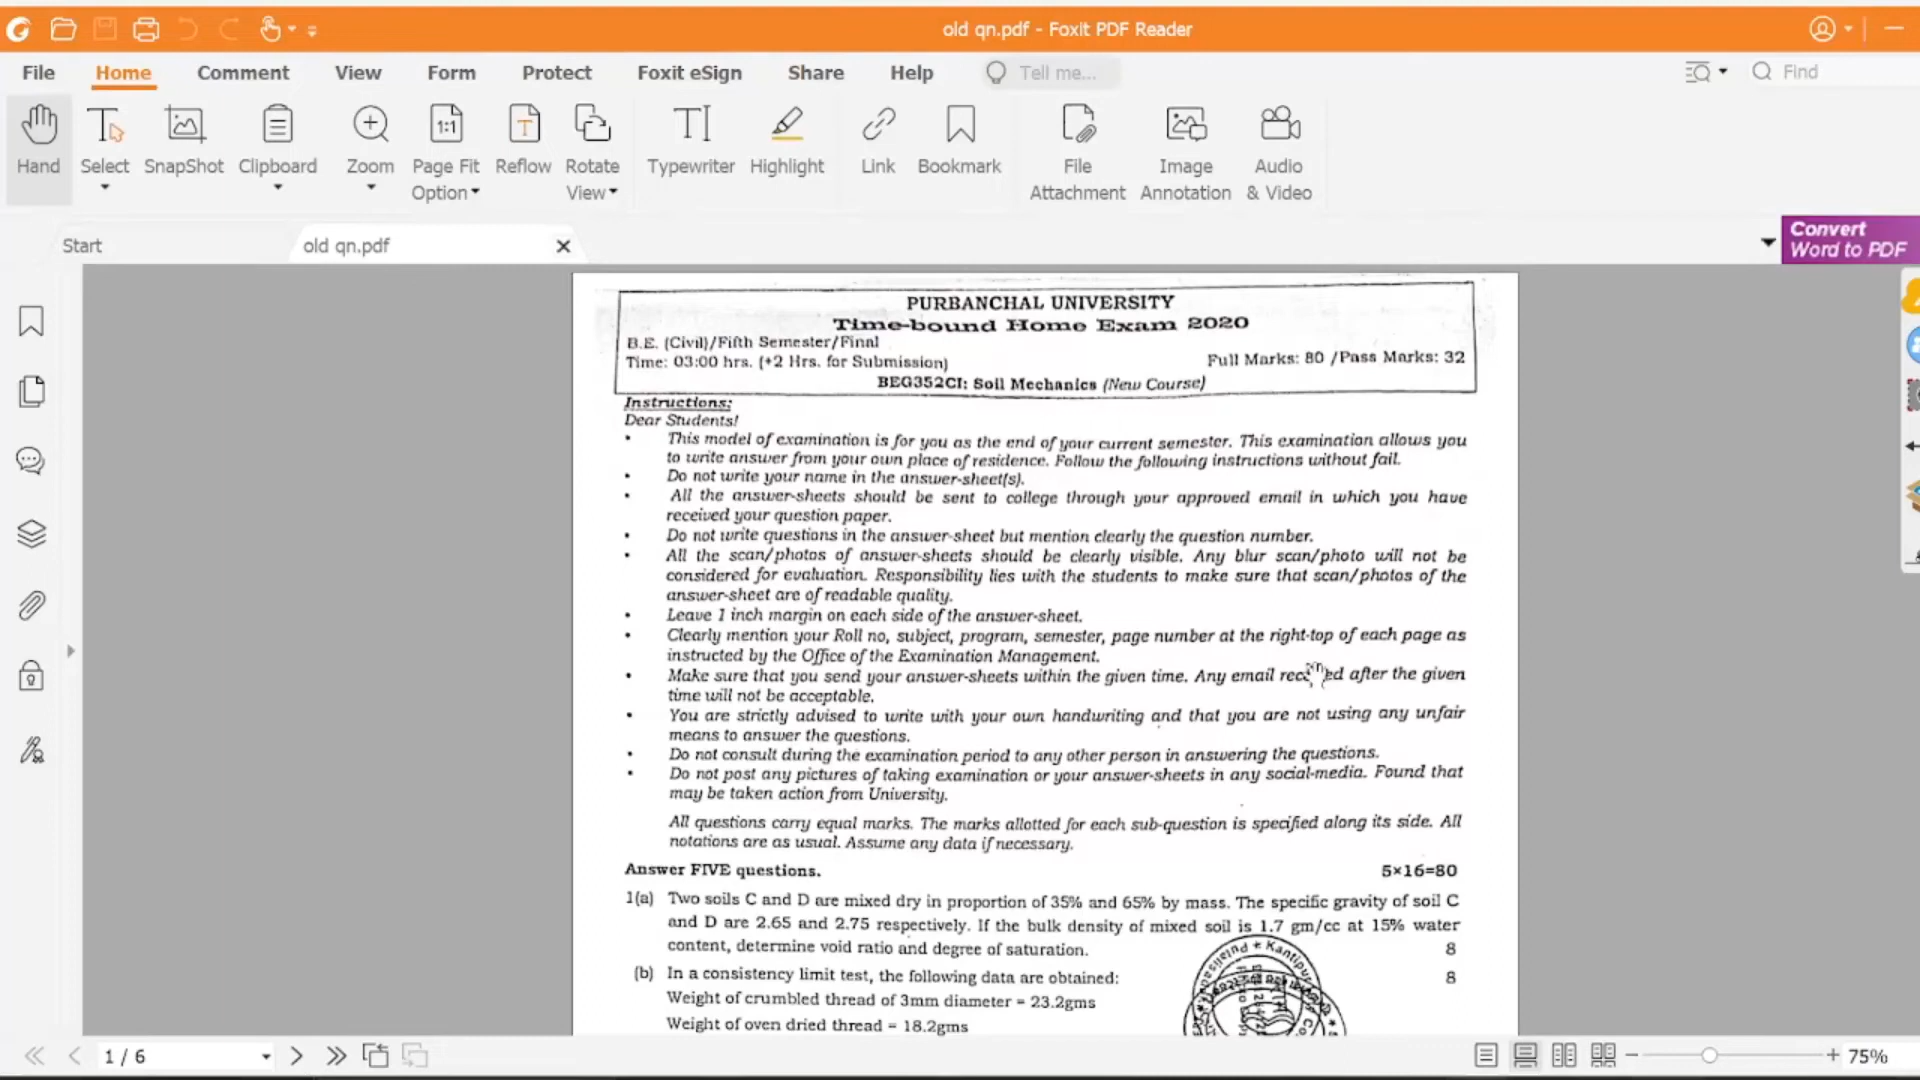 old qn.pdf - Foxit PDF Reader
File Home Comment View Form Protect Foxit eSign Share Help Tell me... Find
Hand Select SnapShot Clipboard Zoom Page Fit Option Reflow Rotate View Typewriter Highlight Link Bookmark File Attachment Image Annotation Audio & Video
Start old qn.pdf
Convert
Word to PDF
PURBANCHAL UNIVERSITY
Time-bound Home Exam 2020
B.E. (Civil)/Fifth Semester/Final
Time: 03:00 hrs. (+2 Hrs. for Submission) Full Marks: 80 /Pass Marks: 32
BEG352CI: Soil Mechanics (New Course)
Instructions:
Dear Students!
• This model of examination is for you as the end of your current semester. This examination allows you
to write answer from your own place of residence. Follow the following instructions without fail.
• Do not write your name in the answer-sheet(s).
• All the answer-sheets should be sent to college through your approved email in which you have
received your question paper.
• Do not write questions in the answer-sheet but mention clearly the question number.
• All the scan/photos of answer-sheets should be clearly visible. Any blur scan/photo will not be
considered for evaluation. Responsibility lies with the students to make sure that scan/photos of the
answer-sheet are of readable quality.
• Leave 1 inch margin on each side of the answer-sheet.
• Clearly mention your Roll no, subject, program, semester, page number at the right-top of each page as
instructed by the Office of the Examination Management.
• Make sure that you send your answer-sheets within the given time. Any email after the given
time will not be acceptable.
• You are strictly advised to write with your own handwriting and that you are not using any unfair
means to answer the questions.
• Do not consult during the examination period to any other person in answering the questions.
• Do not post any pictures of taking examination or your answer-sheets in any social-media. Found that
may be taken action from University.
All questions carry equal marks. The marks allotted for each sub-question is specified along its side. All
notations are as usual. Assume any data if necessary.
Answer FIVE questions. 5×16=80
1(a) Two soils C and D are mixed dry in proportion of 35% and 65% by mass. The specific gravity of soil C
and D are 2.65 and 2.75 respectively. If the bulk density of mixed soil is 1.7 gm/cc at 15% water
content, determine void ratio and degree of saturation. 8
(b) In a consistency limit test, the following data are obtained: 8
Weight of crumbled thread of 3mm diameter = 23.2gms
Weight of oven dried thread = 18.2gms
1 / 6 75%